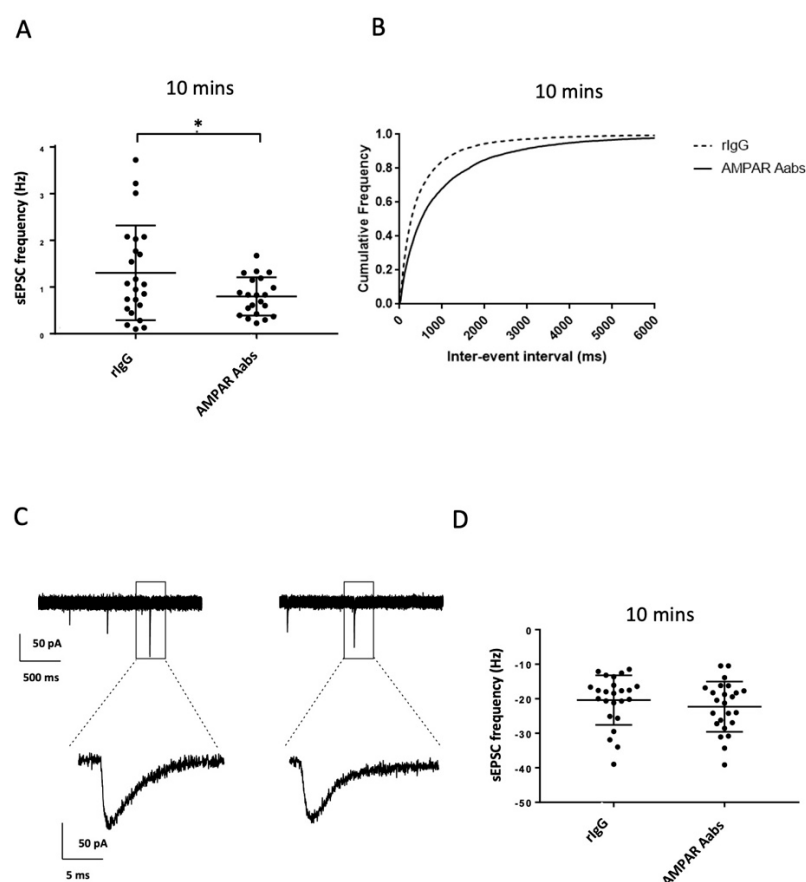 A
10 mins
*
4
3
2
1
0
sEPSC frequency (Hz)
rIgG
AMPAR Aabs
B
10 mins
1.0
0.8
0.6
0.4
0.2
0.0
Cumulative Frequency
0
1000
2000
3000
4000
5000
6000
Inter-event interval (ms)
rIgG
AMPAR Aabs
C
50 pA
500 ms
50 pA
5 ms
D
10 mins
0
-10
-20
-30
-40
-50
sEPSC frequency (Hz)
rIgG
AMPAR Aabs